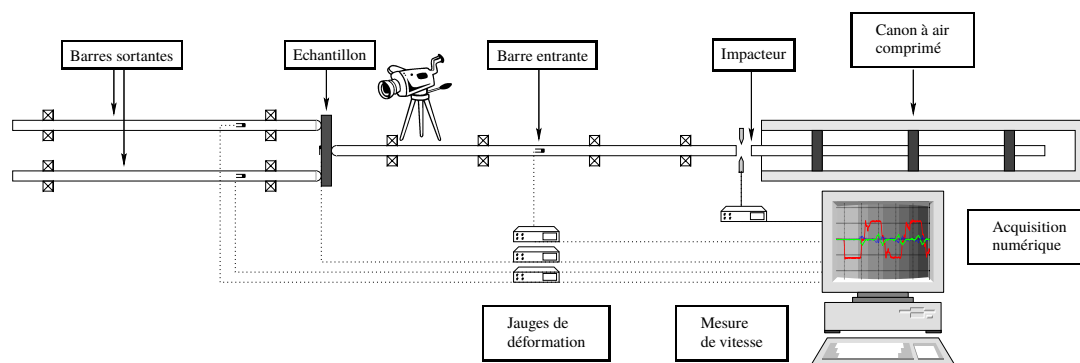 Barres sortantes
Echantillon
Barre entrante
Impacteur
Canon à air
comprimé
Acquisition
numérique
Jauges de
déformation
Mesure
de vitesse